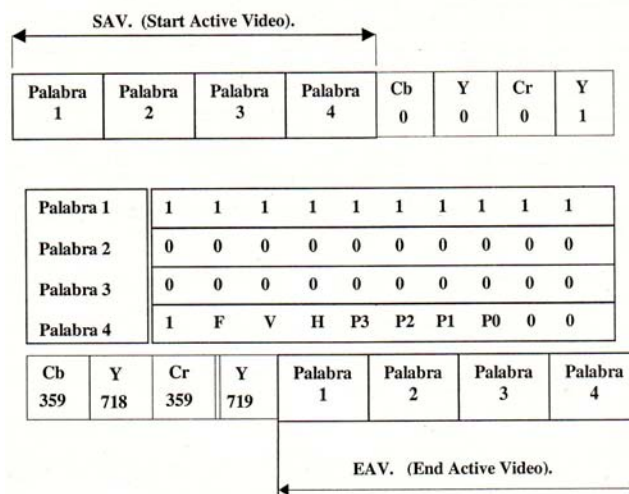 SAV. (Start Active Video).
Palabra 1 Palabra 2 Palabra 3 Palabra 4 Cb 0 Y 0 Cr 0 Y 1
Palabra 1 1 1 1 1 1 1 1 1 1 1
Palabra 2 0 0 0 0 0 0 0 0 0 0
Palabra 3 0 0 0 0 0 0 0 0 0 0
Palabra 4 1 F V H P3 P2 P1 P0 0 0
Cb 359 Y 718 Cr 359 Y 719 Palabra 1 Palabra 2 Palabra 3 Palabra 4
EAV. (End Active Video).